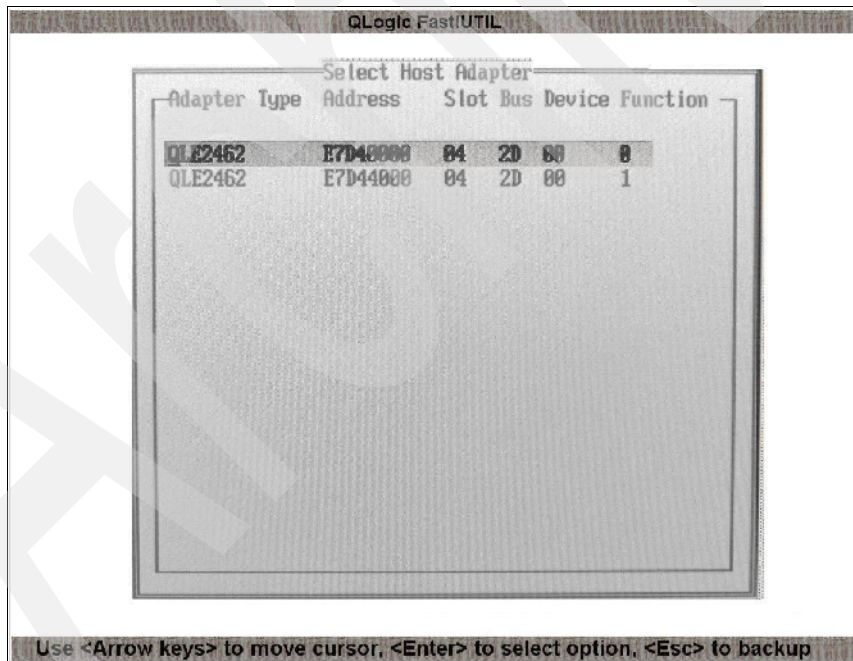 QLogic Fast!UTIL
Select Host Adapter
Adapter Type Address Slot Bus Device Function
QLE2462 E7D40000 04 2D 00 0
QLE2462 E7D44000 04 2D 00 1
Use <Arrow keys> to move cursor, <Enter> to select option, <Esc> to backup